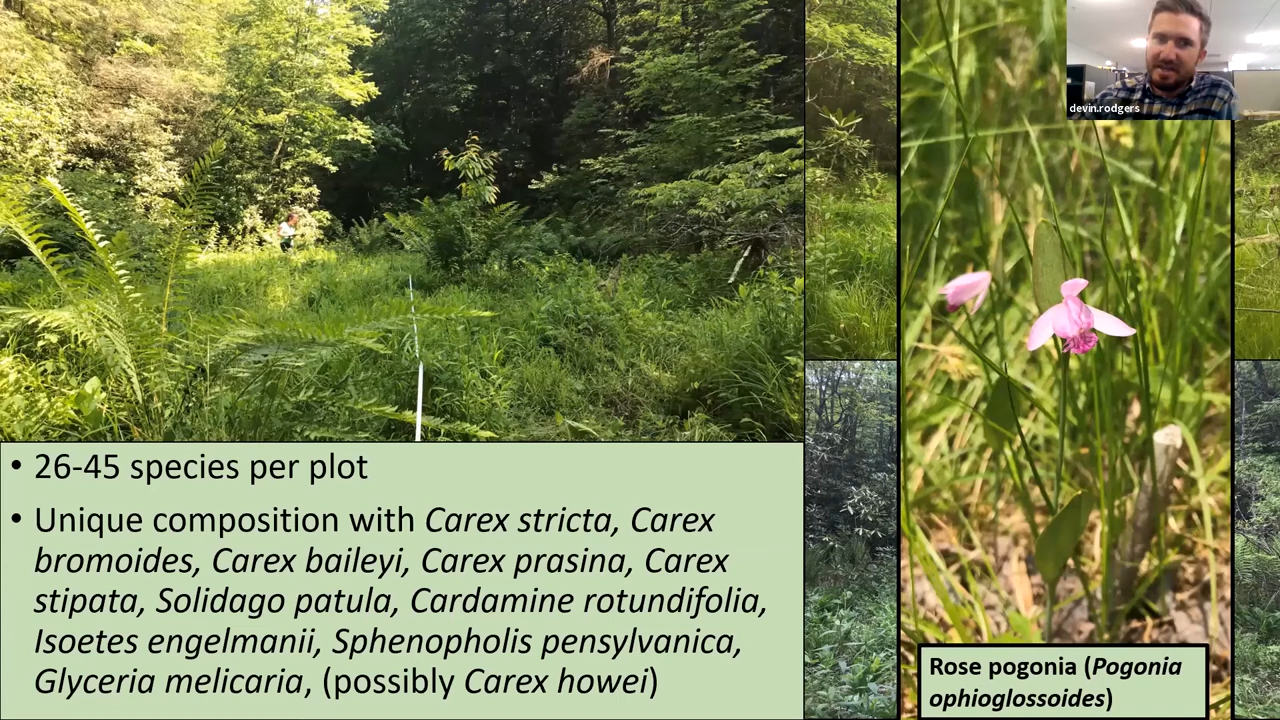 devin.rodgers
• 26-45 species per plot
• Unique composition with Carex stricta, Carex
bromoides, Carex baileyi, Carex prasina, Carex
stipata, Solidago patula, Cardamine rotundifolia,
Isoetes engelmanii, Sphenopholis pensylvanica,
Glyceria melicaria, (possibly Carex howei)
Rose pogonia (Pogonia
ophioglossoides)